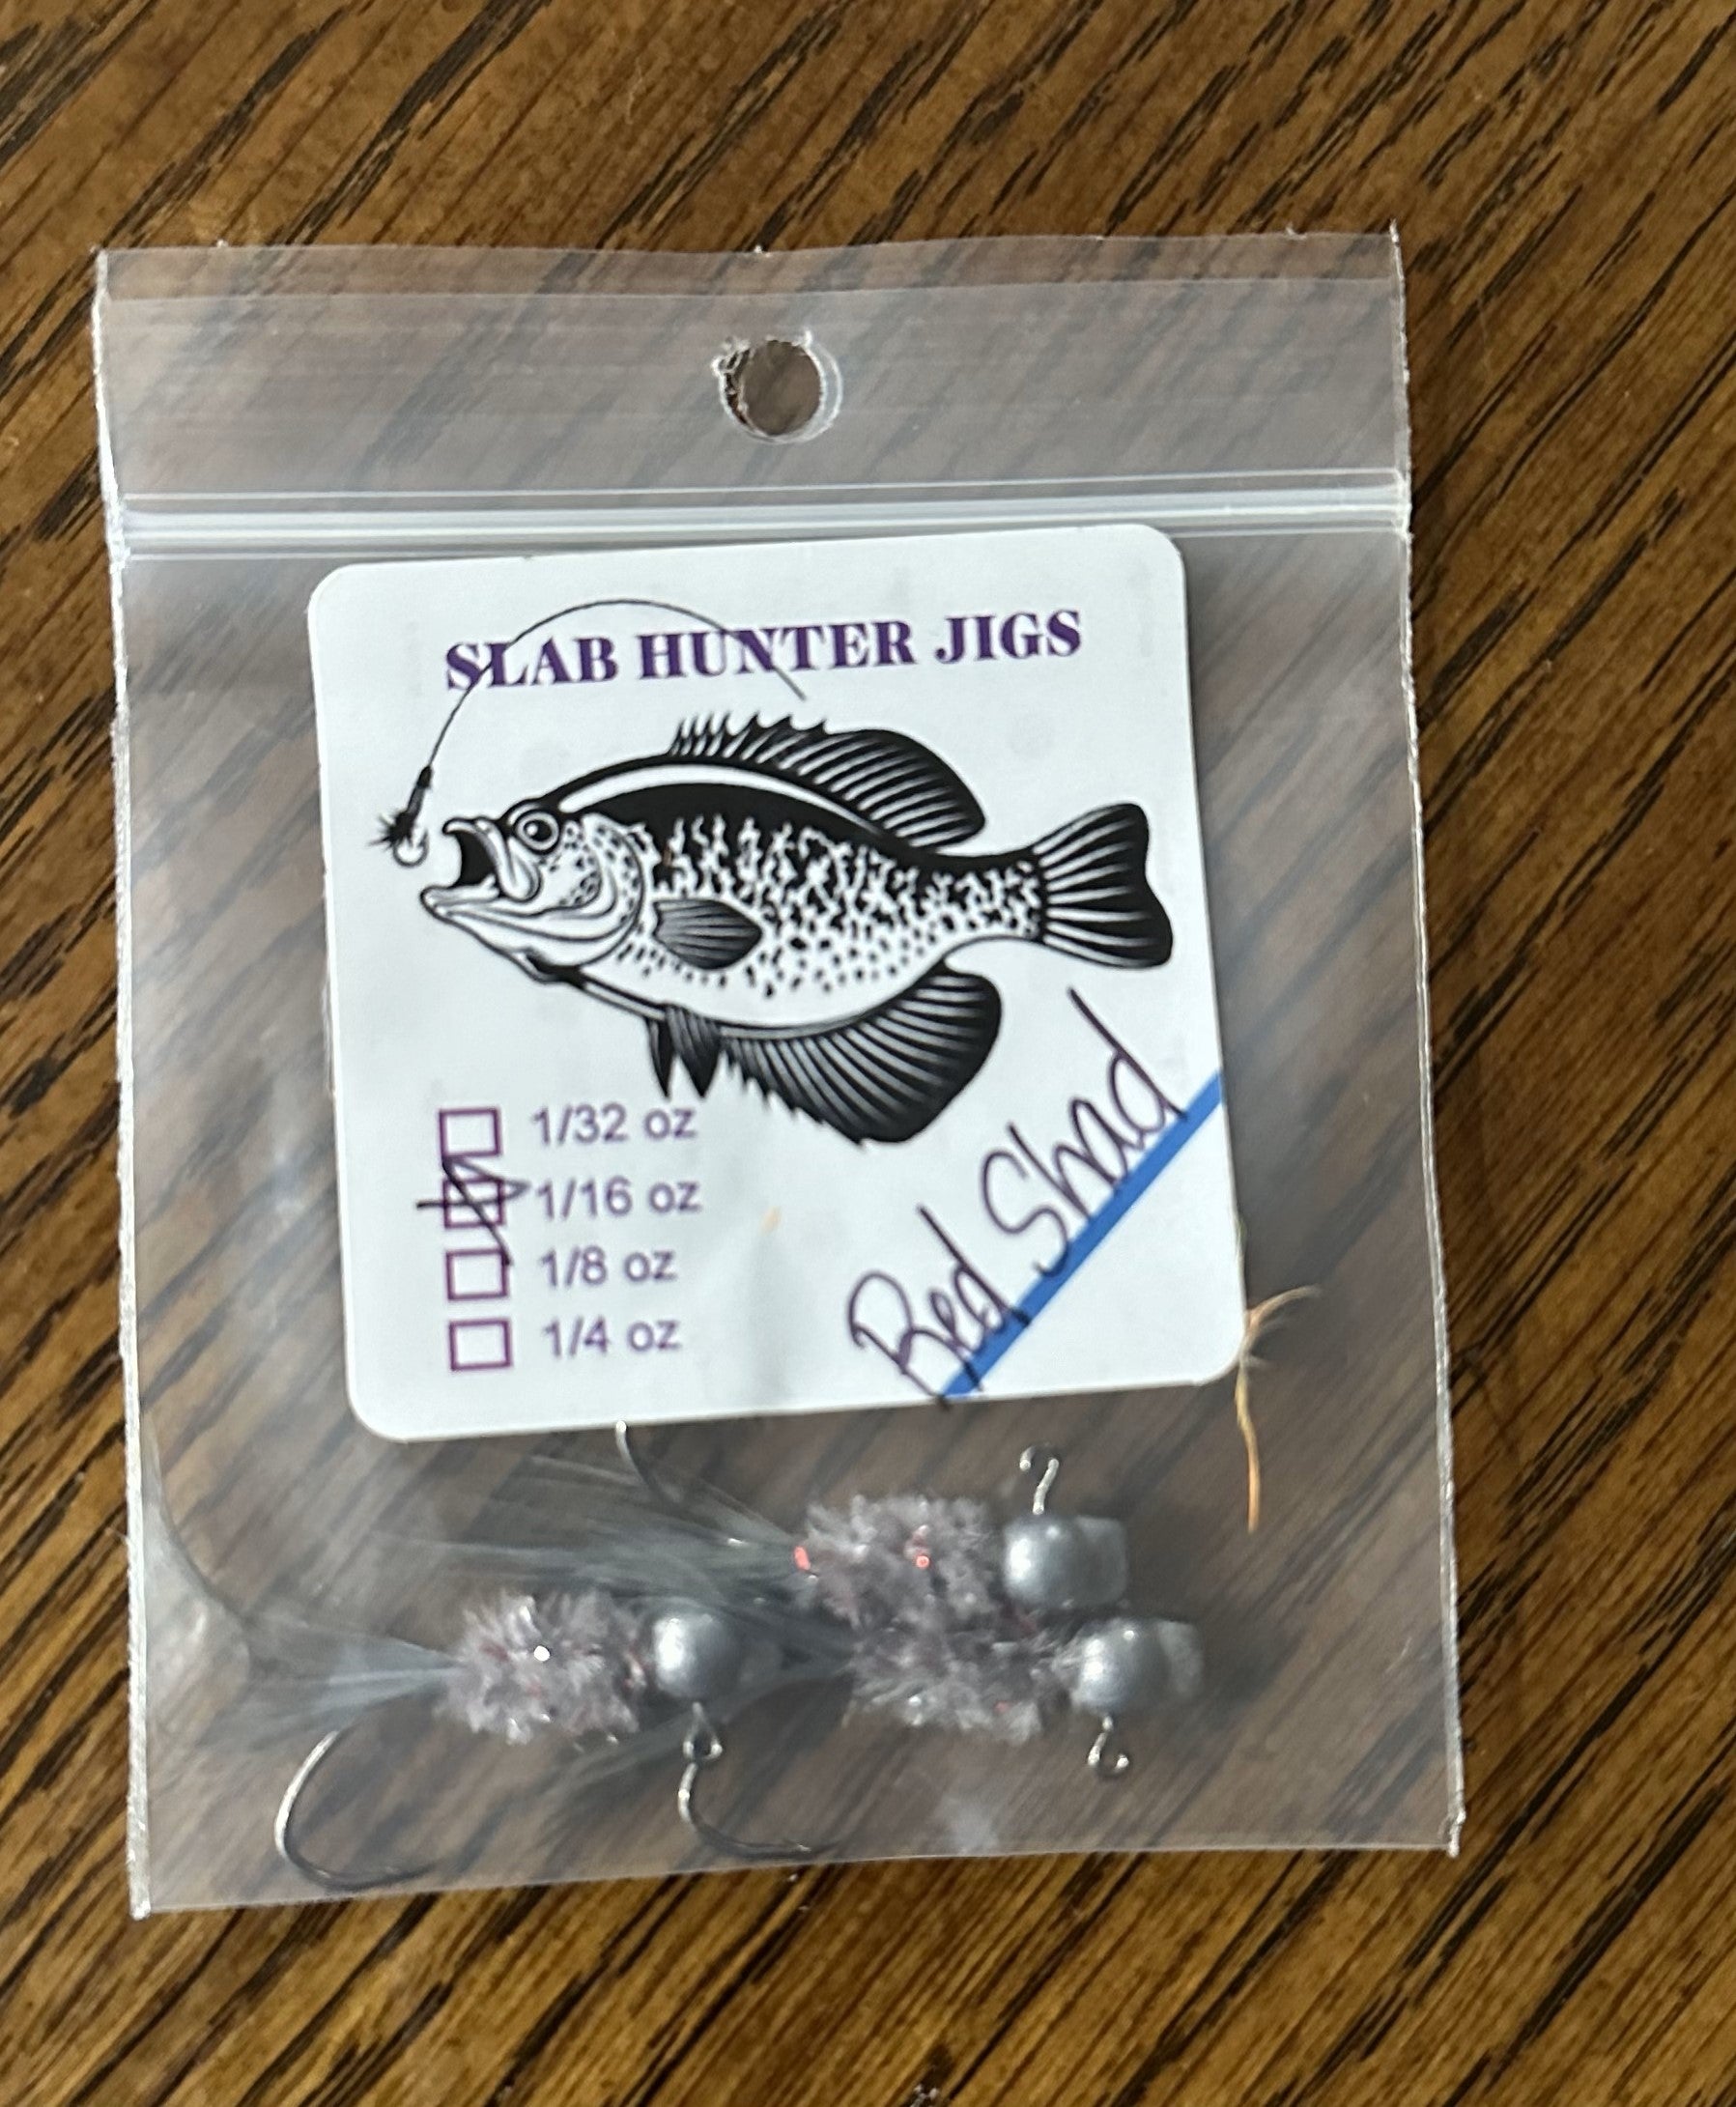 SLAB HUNTER JIGS
1/32 oz
1/16 oz
1/8 oz
1/4 oz
Red Shad